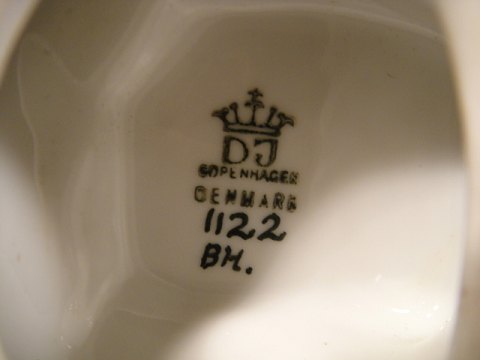 DJ
COPENHAGEN
DENMARK
1122
BH.